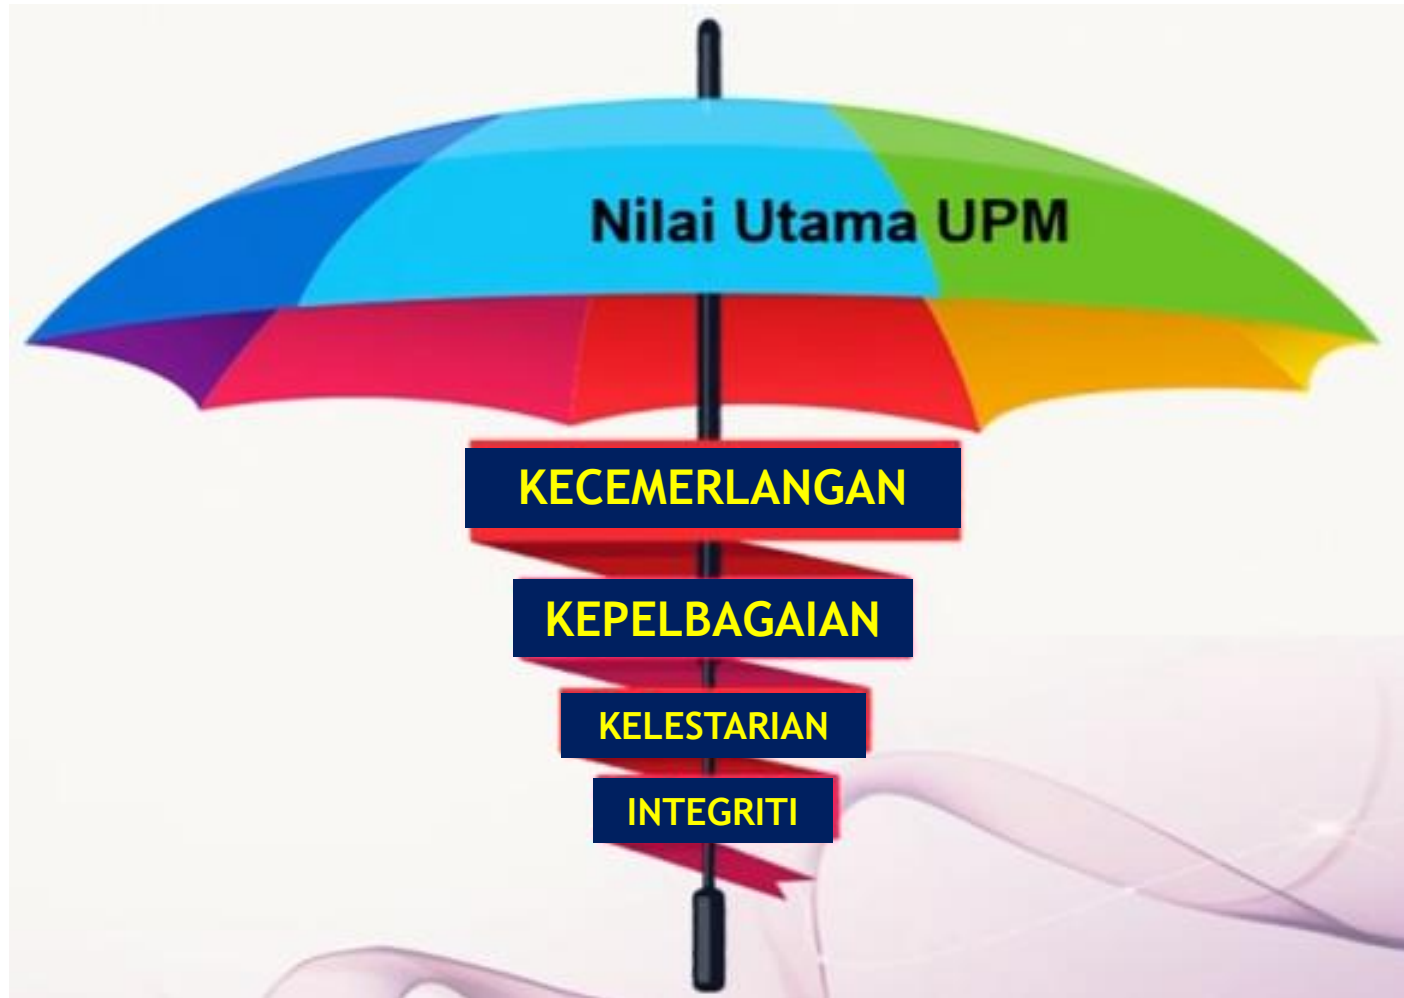 Nilai Utama UPM
KECEMERLANGAN
KEPELBAGAIAN
KELESTARIAN
INTEGRITI